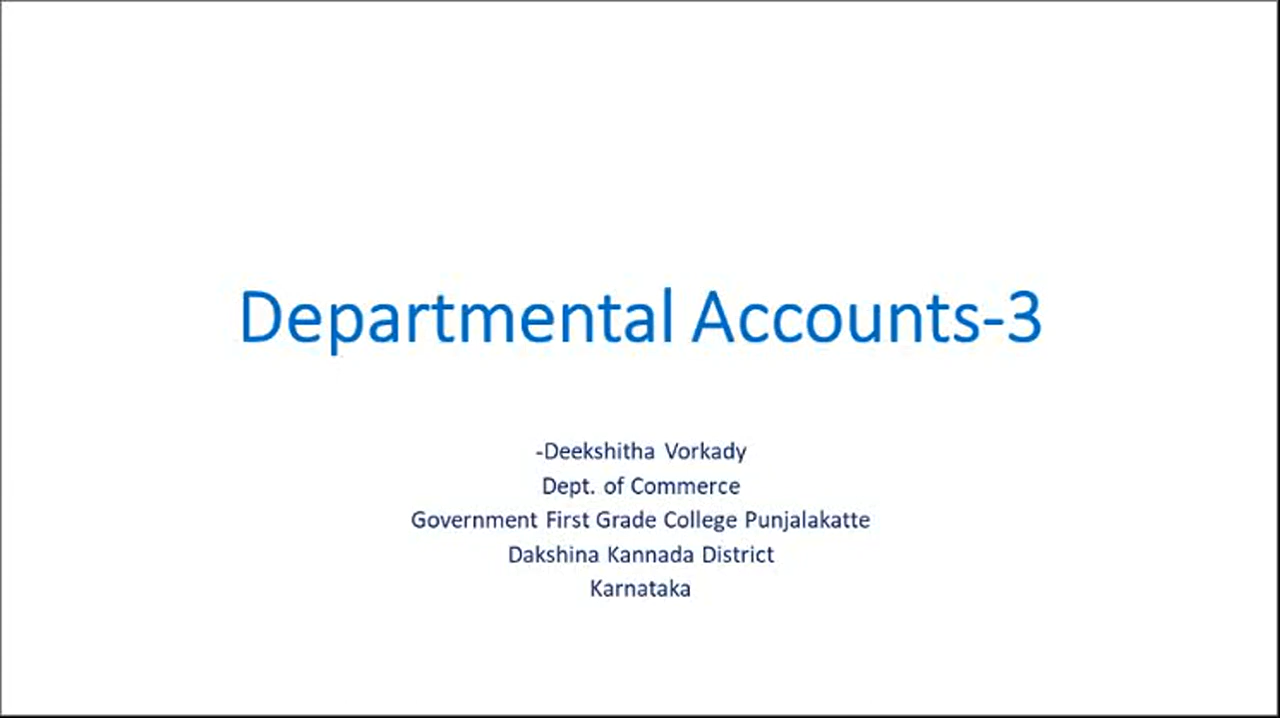 Departmental Accounts-3
-Deekshitha Vorkady
Dept. of Commerce
Government First Grade College Punjalakatte
Dakshina Kannada District
Karnataka